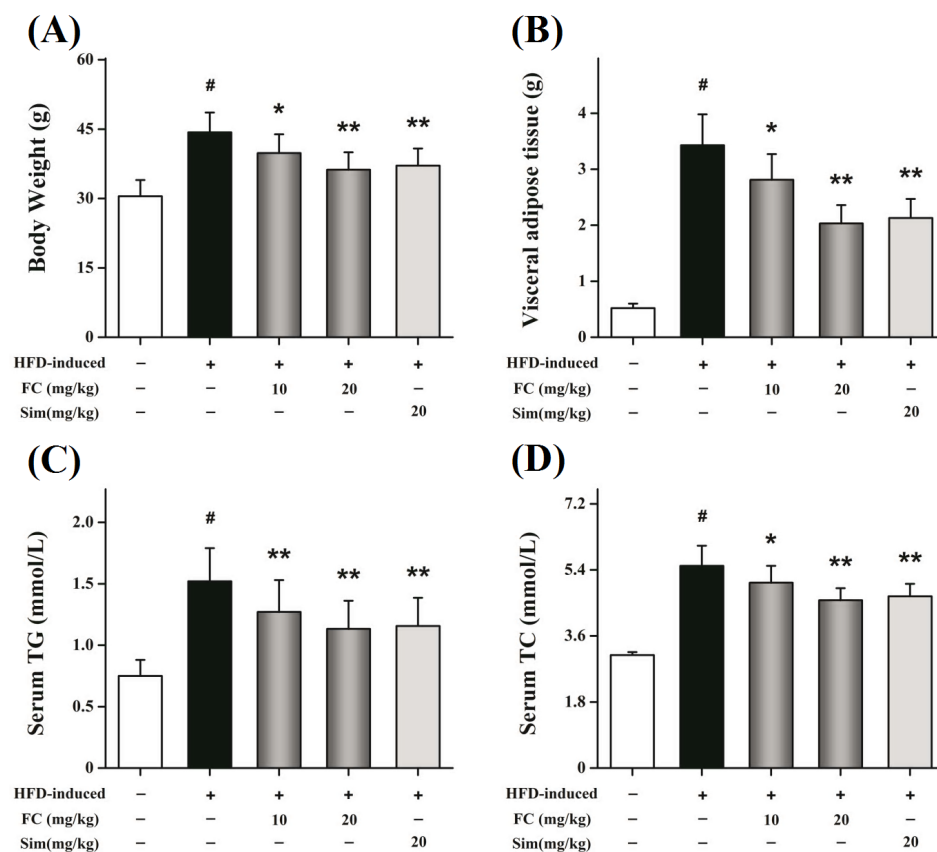 (A)
Body Weight (g)
60
45
30
15
0
#
*
**
**
HFD-induced – + + + +
FC (mg/kg) – – 10 20 –
Sim(mg/kg) – – – – 20
(B)
Visceral adipose tissue (g)
4
3
2
1
0
#
*
**
**
HFD-induced – + + + +
FC (mg/kg) – – 10 20 –
Sim(mg/kg) – – – – 20
(C)
Serum TG (mmol/L)
2.0
1.5
1.0
0.5
0
#
**
**
**
HFD-induced – + + + +
FC (mg/kg) – – 10 20 –
Sim(mg/kg) – – – – 20
(D)
Serum TC (mmol/L)
7.2
5.4
3.6
1.8
0
#
*
**
**
HFD-induced – + + + +
FC (mg/kg) – – 10 20 –
Sim(mg/kg) – – – – 20